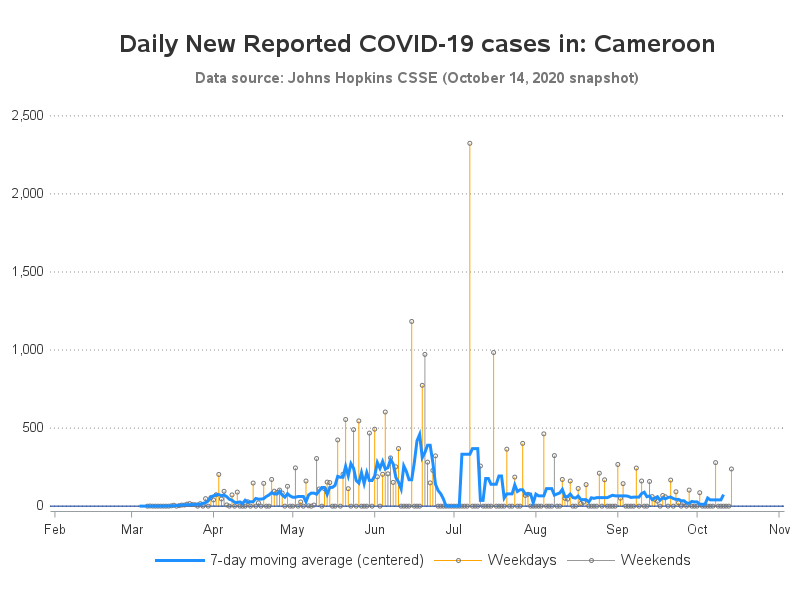 Daily New Reported COVID-19 cases in: Cameroon
Data source: Johns Hopkins CSSE (October 14, 2020 snapshot)
2,500
2,000
1,500
1,000
500
0
Feb Mar Apr May Jun Jul Aug Sep Oct Nov
7-day moving average (centered) Weekdays Weekends